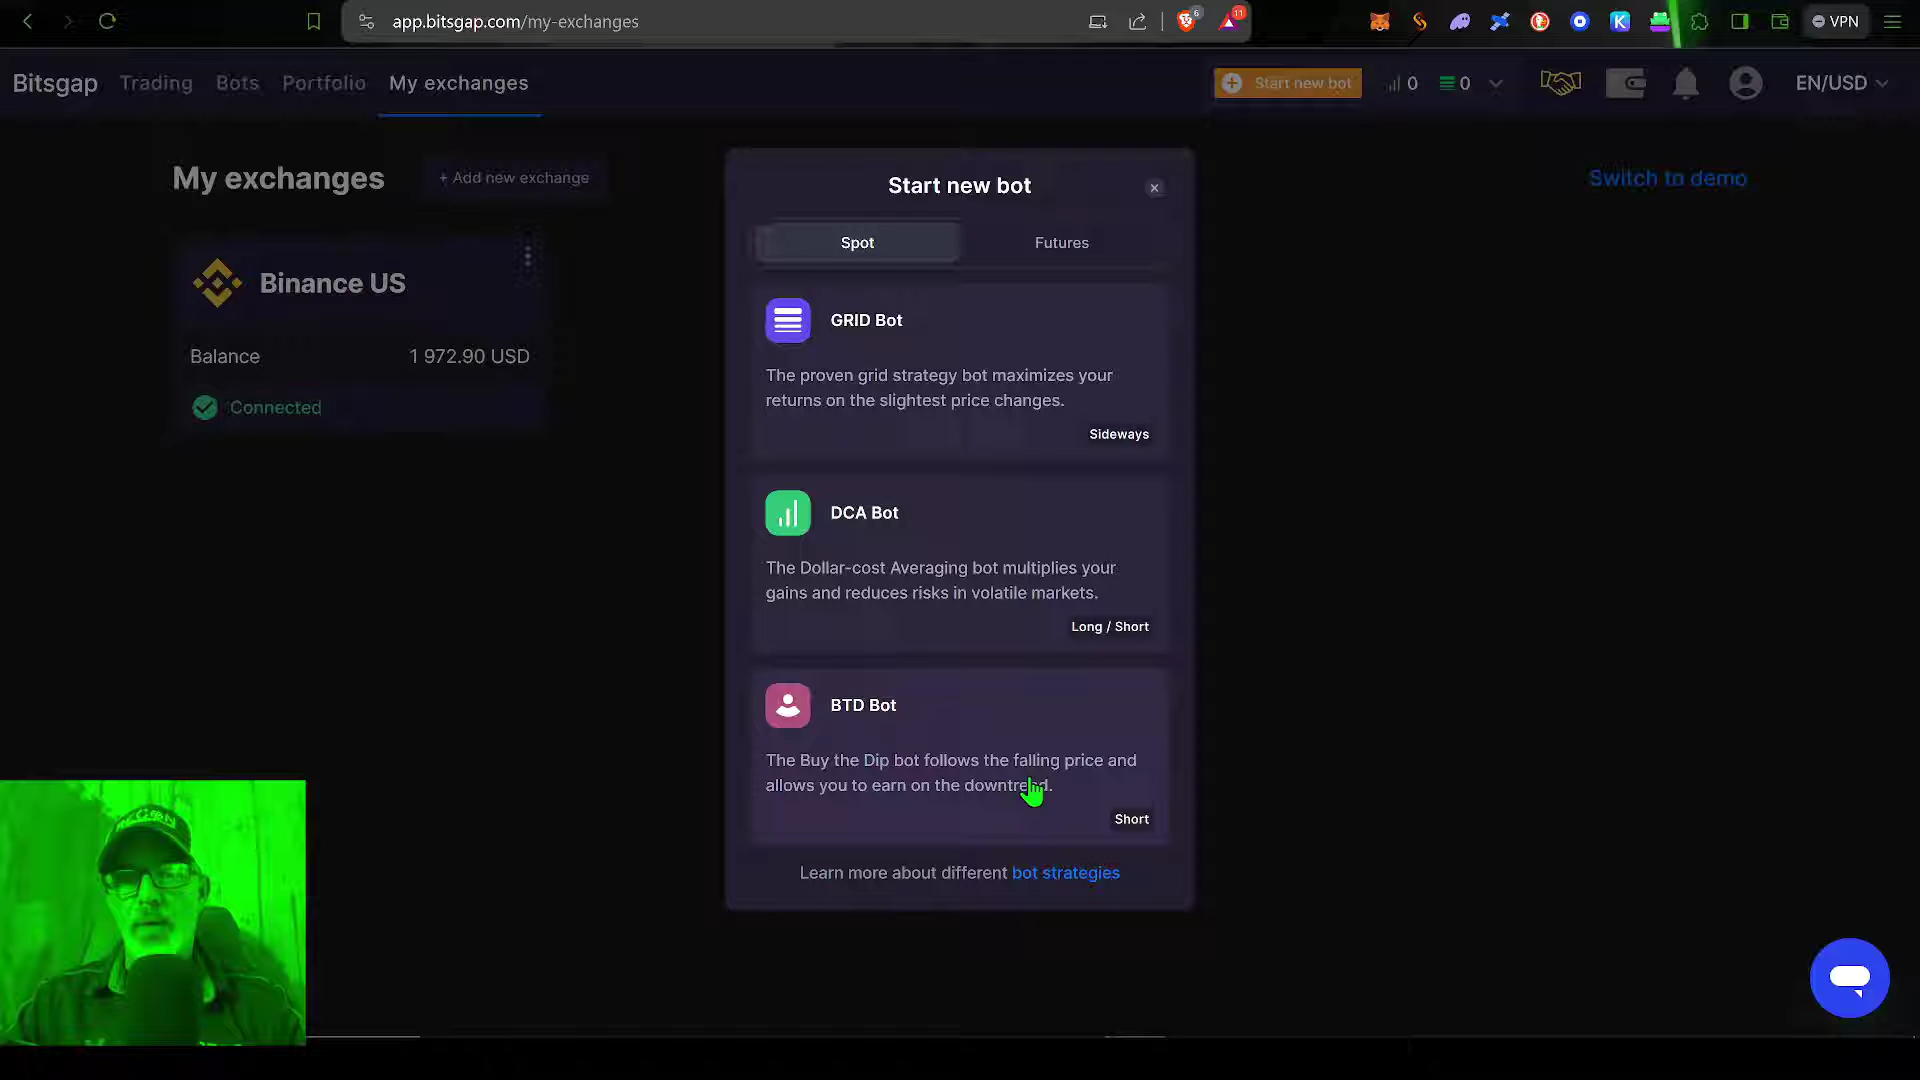 app.bitsgap.com/my-exchanges
6
11
VPN
Bitsgap
Trading
Bots
Portfolio
My exchanges
Start new bot
0
0
EN/USD
My exchanges
+ Add new exchange
Switch to demo
Binance US
Balance
1 972.90 USD
Connected
Start new bot
Spot
Futures
GRID Bot
The proven grid strategy bot maximizes your
returns on the slightest price changes.
Sideways
DCA Bot
The Dollar-cost Averaging bot multiplies your
gains and reduces risks in volatile markets.
Long / Short
BTD Bot
The Buy the Dip bot follows the falling price and
allows you to earn on the downtrend.
Short
Learn more about different bot strategies